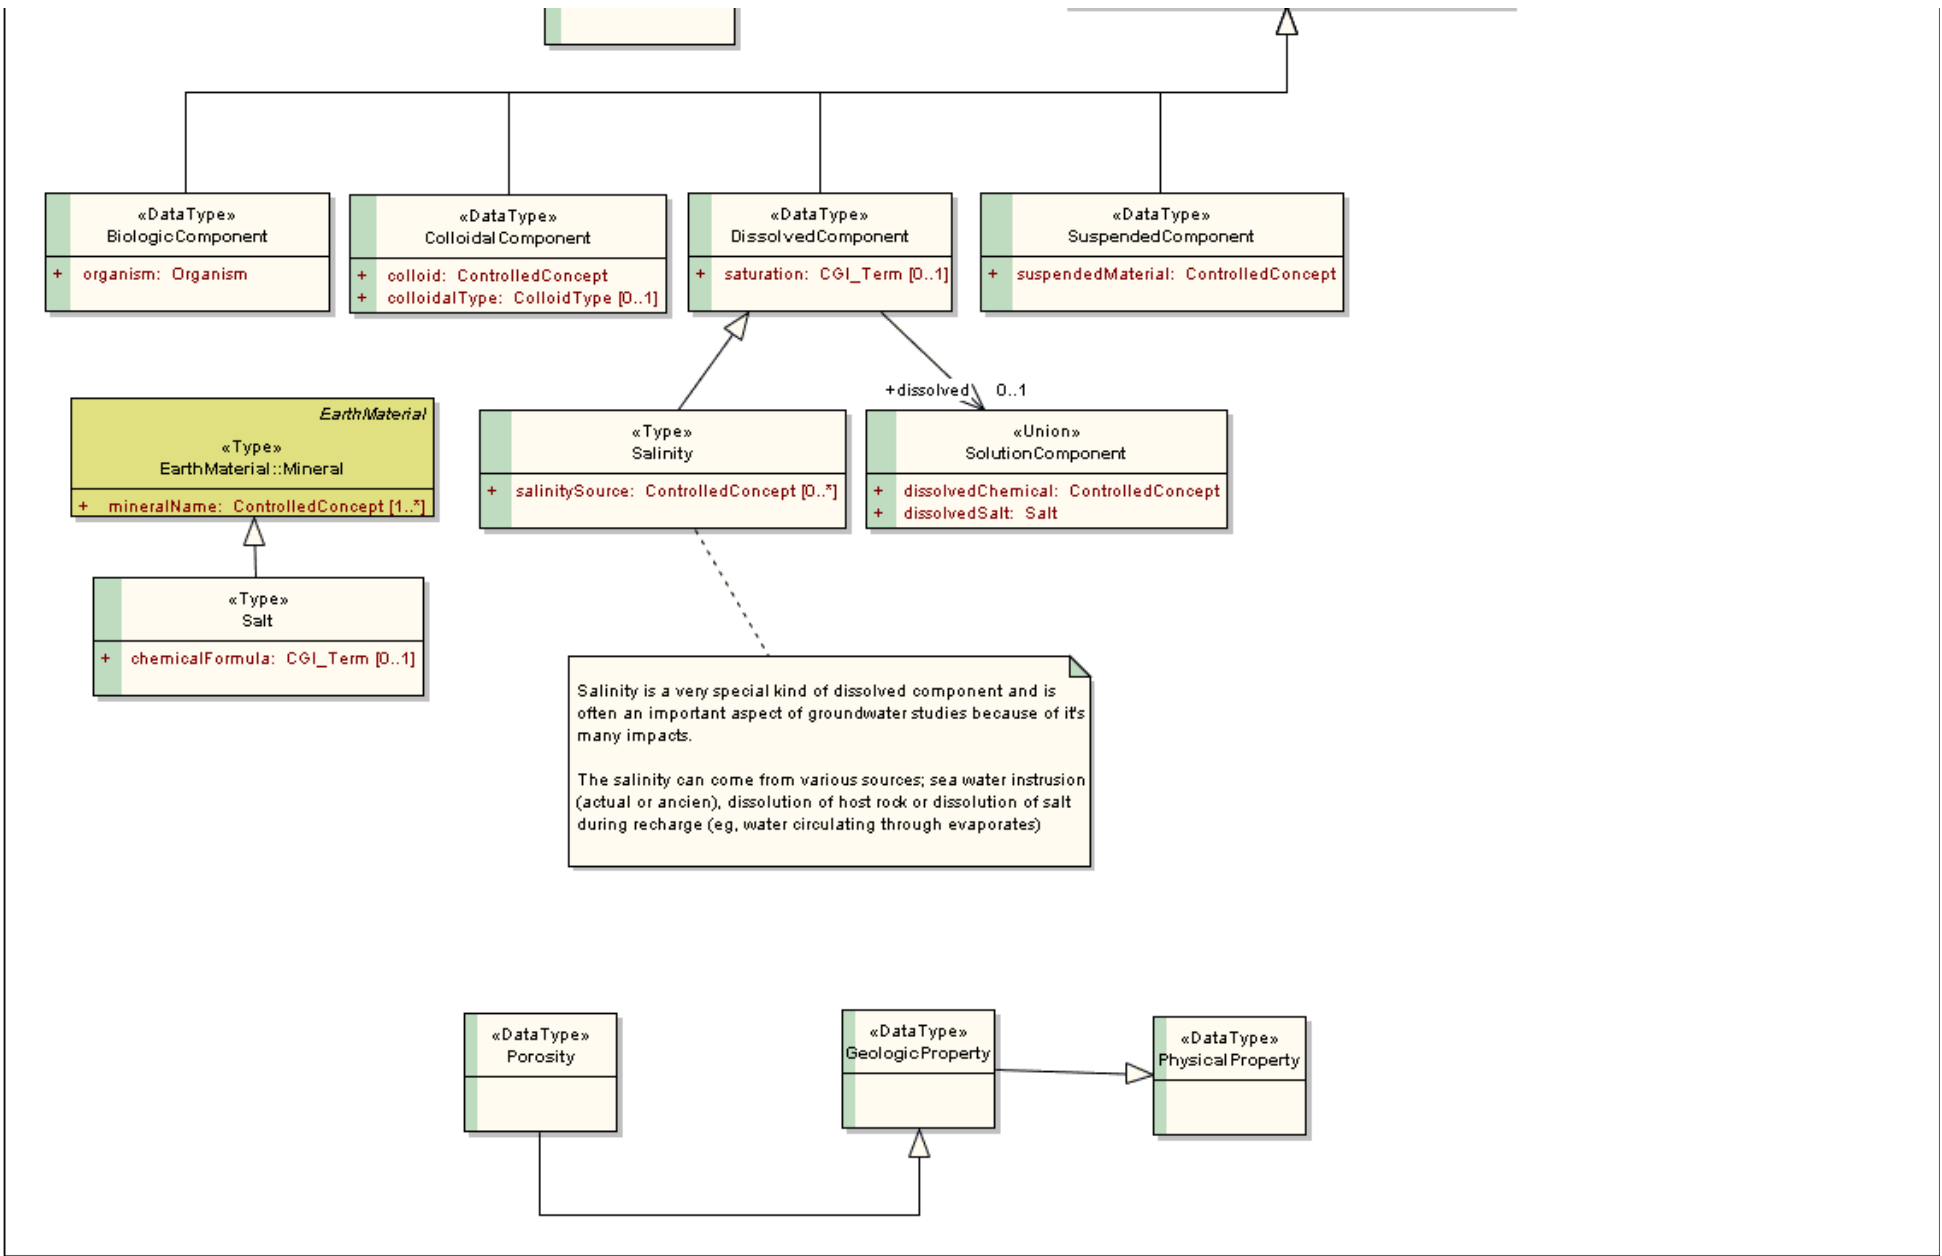 «DataType»
BiologicComponent
+ organism: Organism
«DataType»
ColloidalComponent
+ colloid: ControlledConcept
+ colloidalType: ColloidType [0..1]
«DataType»
DissolvedComponent
+ saturation: CGI_Term [0..1]
«DataType»
SuspendedComponent
+ suspendedMaterial: ControlledConcept
+dissolved 0..1
EarthMaterial
«Type»
EarthMaterial::Mineral
+ mineralName: ControlledConcept [1..*]
«Type»
Salinity
+ salinitySource: ControlledConcept [0..*]
«Union»
SolutionComponent
+ dissolvedChemical: ControlledConcept
+ dissolvedSalt: Salt
«Type»
Salt
+ chemicalFormula: CGI_Term [0..1]
Salinity is a very special kind of dissolved component and is
often an important aspect of groundwater studies because of it's
many impacts.
The salinity can come from various sources; sea water instrusion
(actual or ancien), dissolution of host rock or dissolution of salt
during recharge (eg, water circulating through evaporates)
«DataType»
Porosity
«DataType»
GeologicProperty
«DataType»
PhysicalProperty